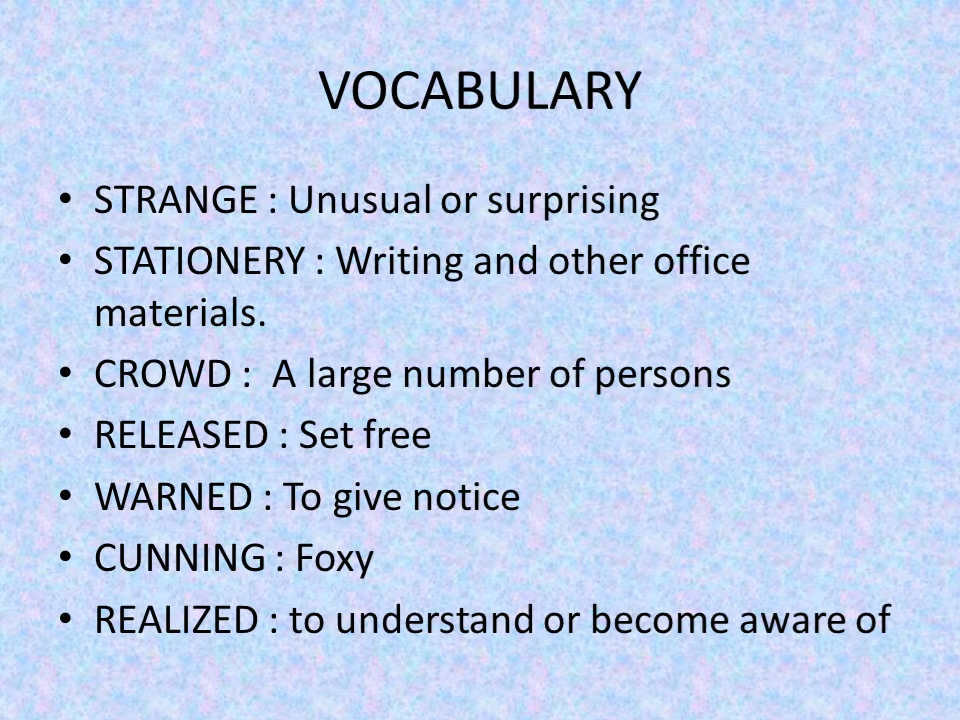 VOCABULARY
• STRANGE : Unusual or surprising
• STATIONERY : Writing and other office
materials.
• CROWD :  A large number of persons
• RELEASED : Set free
• WARNED : To give notice
• CUNNING : Foxy
• REALIZED : to understand or become aware of